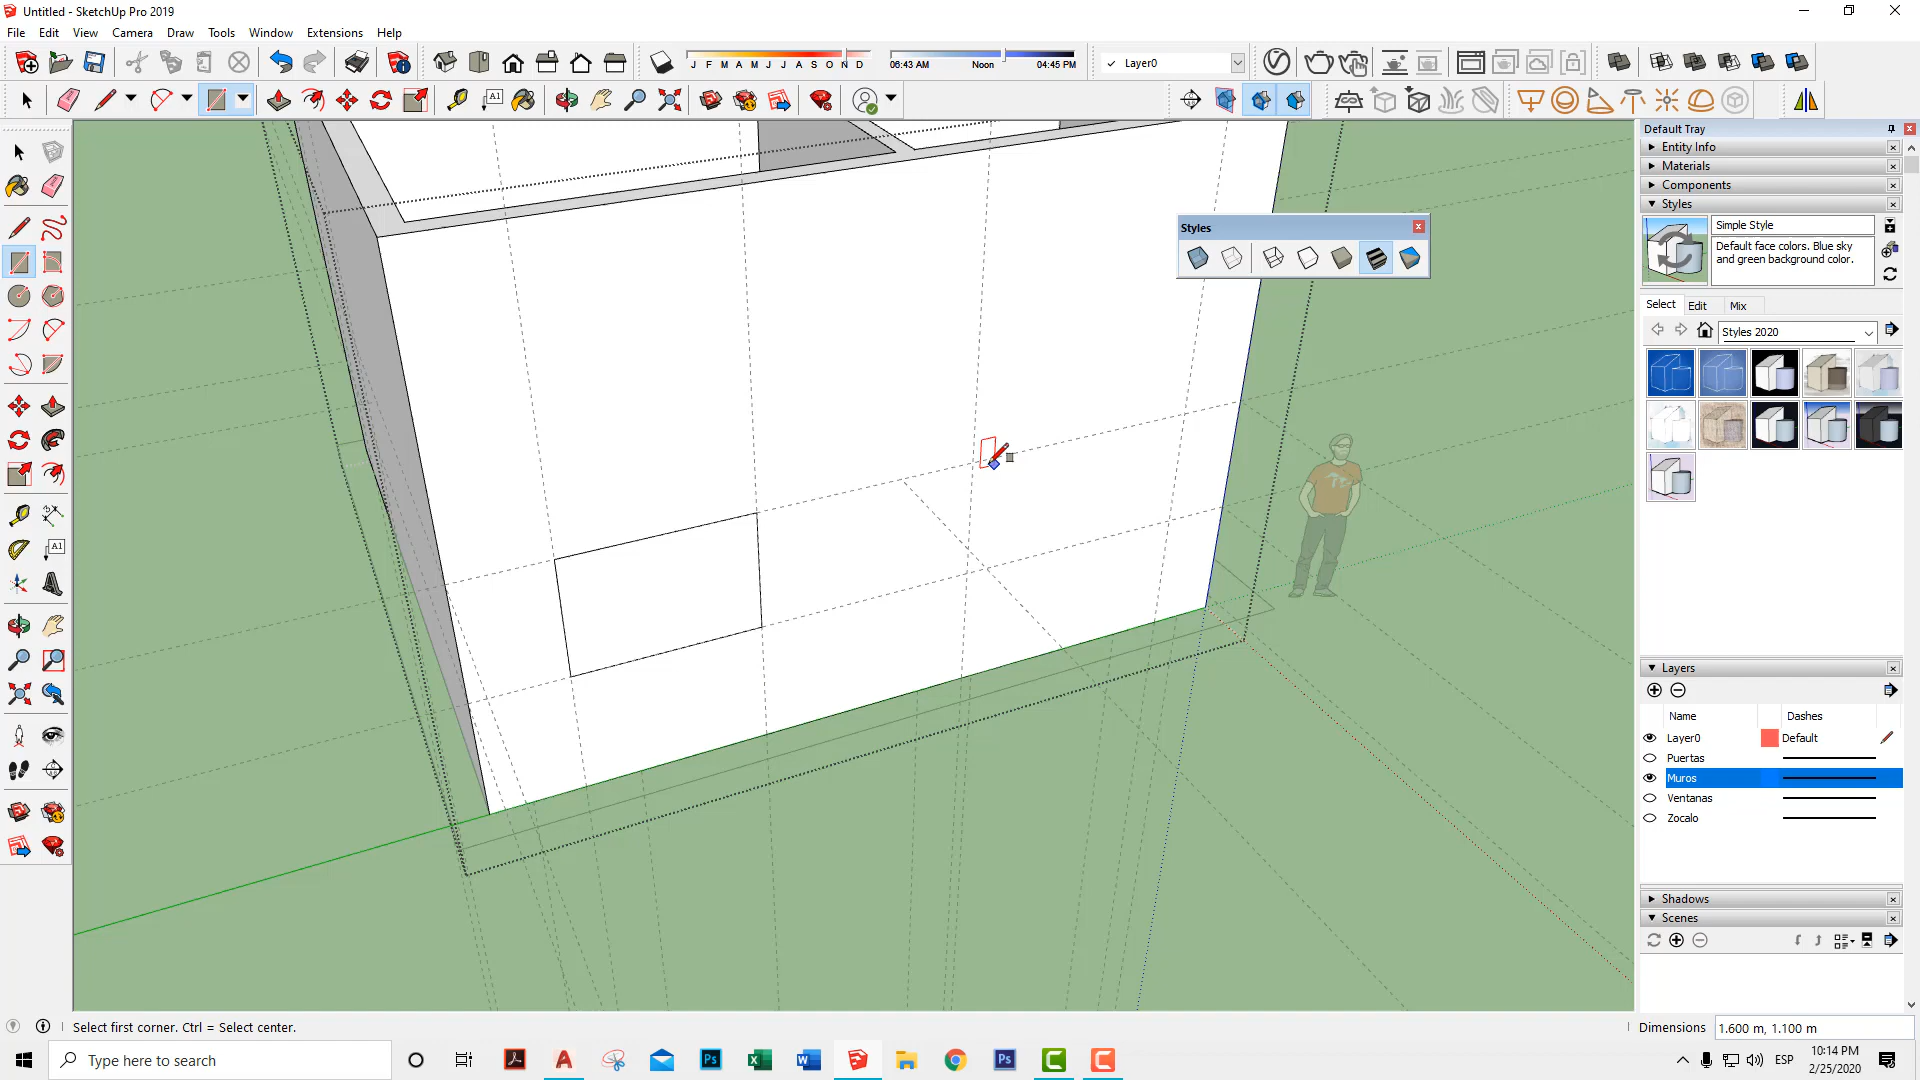 Untitled - SketchUp Pro 2019
File Edit View Camera Draw Tools Window Extensions Help
J F M A M J J A S O N D
06:43 AM Noon 04:45 PM
✓ Layer0
A1
Default Tray
Entity Info
Materials
Components
Styles
Styles
Simple Style
Default face colors. Blue sky
and green background color.
Select Edit Mix
Styles 2020
A1
Layers
Name Dashes
Layer0 Default
Puertas
Muros
Ventanas
Zocalo
Shadows
Scenes
Select first corner. Ctrl = Select center.
Dimensions 1.600 m, 1.100 m
Type here to search
ESP
10:14 PM
2/25/2020